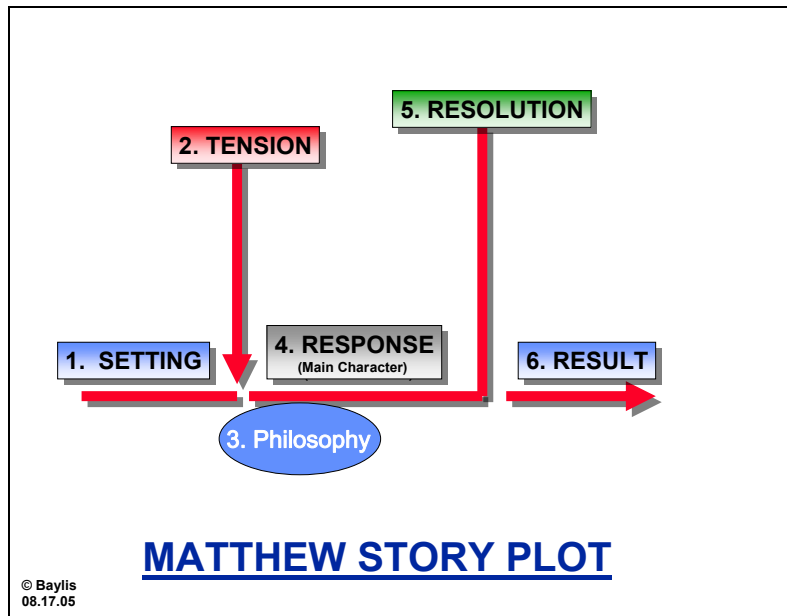 5. RESOLUTION
2. TENSION
4. RESPONSE
(Main Character)
1. SETTING
6. RESULT
3. Philosophy
MATTHEW STORY PLOT
© Baylis
08.17.05